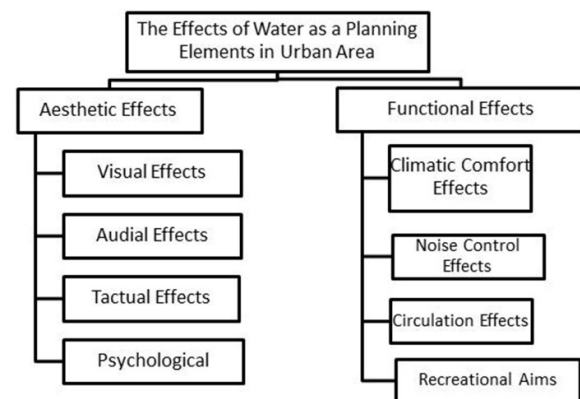 The Effects of Water as a Planning
Elements in Urban Area
Aesthetic Effects
Visual Effects
Audial Effects
Tactual Effects
Psychological
Functional Effects
Climatic Comfort
Effects
Noise Control
Effects
Circulation Effects
Recreational Aims